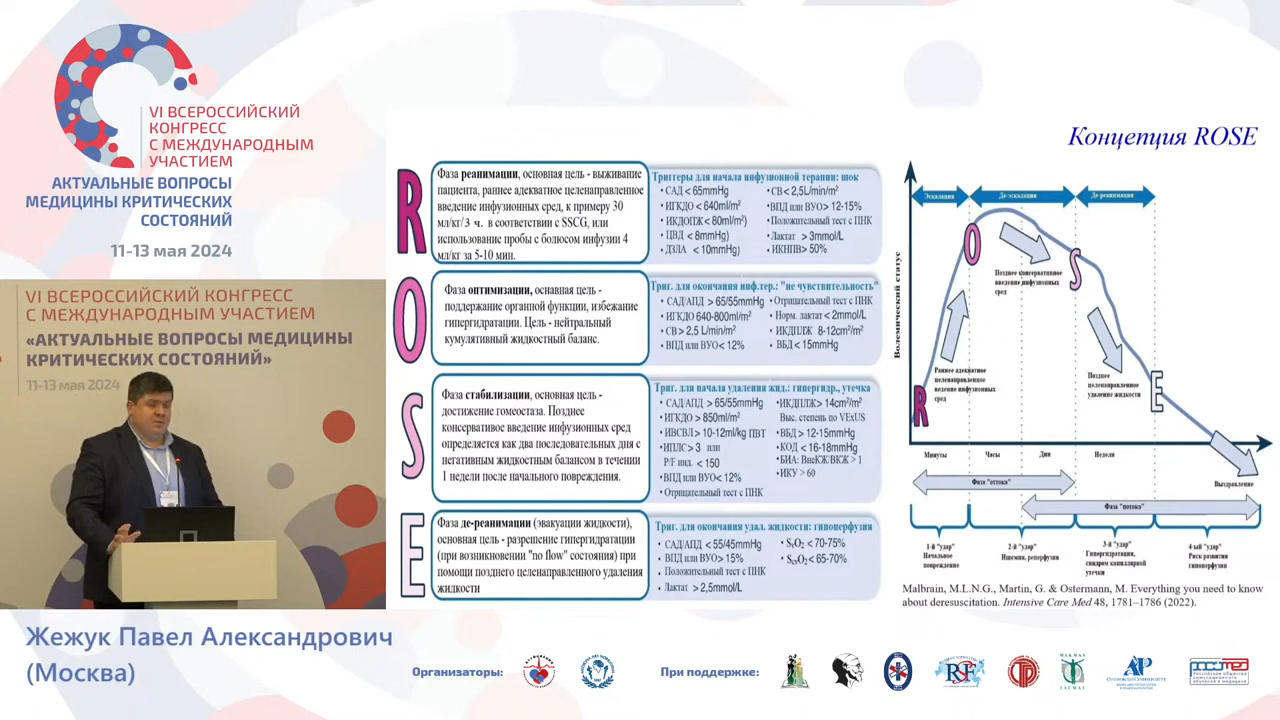 VI ВСЕРОССИЙСКИЙ
КОНГРЕСС
С МЕЖДУНАРОДНЫМ
УЧАСТИЕМ
АКТУАЛЬНЫЕ ВОПРОСЫ
МЕДИЦИНЫ КРИТИЧЕСКИХ
СОСТОЯНИЙ
11-13 мая 2024
VI ВСЕРОССИЙСКИЙ КОНГРЕСС
С МЕЖДУНАРОДНЫМ УЧАСТИЕМ
«АКТУАЛЬНЫЕ ВОПРОСЫ МЕДИЦИНЫ
КРИТИЧЕСКИХ СОСТОЯНИЙ»
11-13 мая 2024
Жежук Павел Александрович
(Москва)
Концепция ROSE
R
Фаза реанимации, основная цель - выживание
пациента, раннее адекватное целенаправленное
введение инфузионных сред, к примеру 30
мл/кг/3 ч. в соответствии с SSCG, или
использование пробы с болюсом инфузии 4
мл/кг за 5-10 мин.
Триггеры для начала инфузионной терапии: шок
• САД < 65mmHg
• ИГКДО < 640ml/m²
• ИКДОПЖ < 80ml/m²)
• ЦВД < 8mmHg)
• ДЗЛА < 10mmHg)
• СВ < 2,5L/min/m²
• ВПД или ВУО > 12-15%
• Положительный тест с ПНК
• Лактат > 3mmol/L
• ИКНПВ > 50%
O
Фаза оптимизации, оснавная цель -
поддержание органной функции, избежание
гипергидратации. Цель - нейтральный
кумулятивный жидкостный баланс.
Триг. для окончания инф.тер.: "не чувствительность"
• САД/АПД > 65/55mmHg
• ИГКДО 640-800ml/m²
• СВ > 2,5 L/min/m²
• ВПД или ВУО < 12%
• Отрицательный тест с ПНК
• Норм. лактат < 2mmol/L
• ИКДПЛЖ 8-12cm²/m²
• ВБД < 15mmHg
S
Фаза стабилизации, основная цель -
достижение гомеостаза. Позднее
консервативное введение инфузионных сред
определяется как два последовательных дня с
негативным жидкостным балансом в течении
1 недели после начального повреждения.
Триг. для начала удаления жид.: гипергидр., утечка
• САД/АПД > 65/55mmHg
• ИГКДО > 850ml/m²
• ИВСВЛ > 10-12ml/kg ПВТ
• ИПЛС > 3 или
P/F инд. < 150
• ВПД или ВУО < 12%
• Отрицательный тест с ПНК
• ИКДПЛЖ > 14cm²/m²
Выс. степень по VExUS
• ВБД > 12-15mmHg
• КОД < 16-18mmHg
• БИА: ВнеКЖ/ВКЖ > 1
• ИКУ > 60
E
Фаза де-реанимации (эвакуации жидкости),
основная цель - разрешение гипергидратации
(при возникновении "no flow" состояния) при
помощи позднего целенаправленного удаления
жидкости
Триг. для окончания удал. жидкости: гипоперфузия
• САД/АПД < 55/45mmHg
• ВПД или ВУО > 15%
• Положительный тест с ПНК
• Лактат > 2,5mmol/L
• SᵥO₂ < 70-75%
• S꜀ᵥO₂ < 65-70%
Волемический статус
Эскалация
Де-эскалация
Де-реанимация
R
O
S
E
Раннее адекватное
целенаправленное
ведение инфузионных
сред
Позднее консервативное
введение инфузионных
сред
Позднее
целенаправленное
удаление жидкости
Минуты
Часы
Дни
Недели
Выздравление
Фаза "оттока"
Фаза "потока"
1-й "удар"
Начальное
повреждение
2-й "удар"
Ишемия, реперфузия
3-й "удар"
Гипергидратация,
синдром капиллярной
утечки
4-ый "удар"
Риск развития
гипоперфузии
Malbrain, M.L.N.G., Martin, G. & Ostermann, M. Everything you need to know
about deresuscitation. Intensive Care Med 48, 1781–1786 (2022).
Организаторы:
При поддержке: